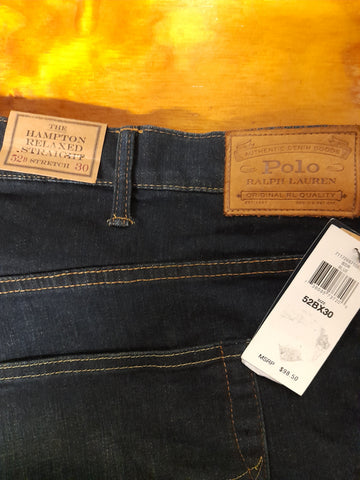 THE
HAMPTON
RELAXED
STRAIGHT
52B STRETCH 30
AUTHENTIC DENIM GOODS
Polo
RALPH LAUREN
ORIGINAL RL QUALITY
SIZE
52BX30
MSRP $98.50